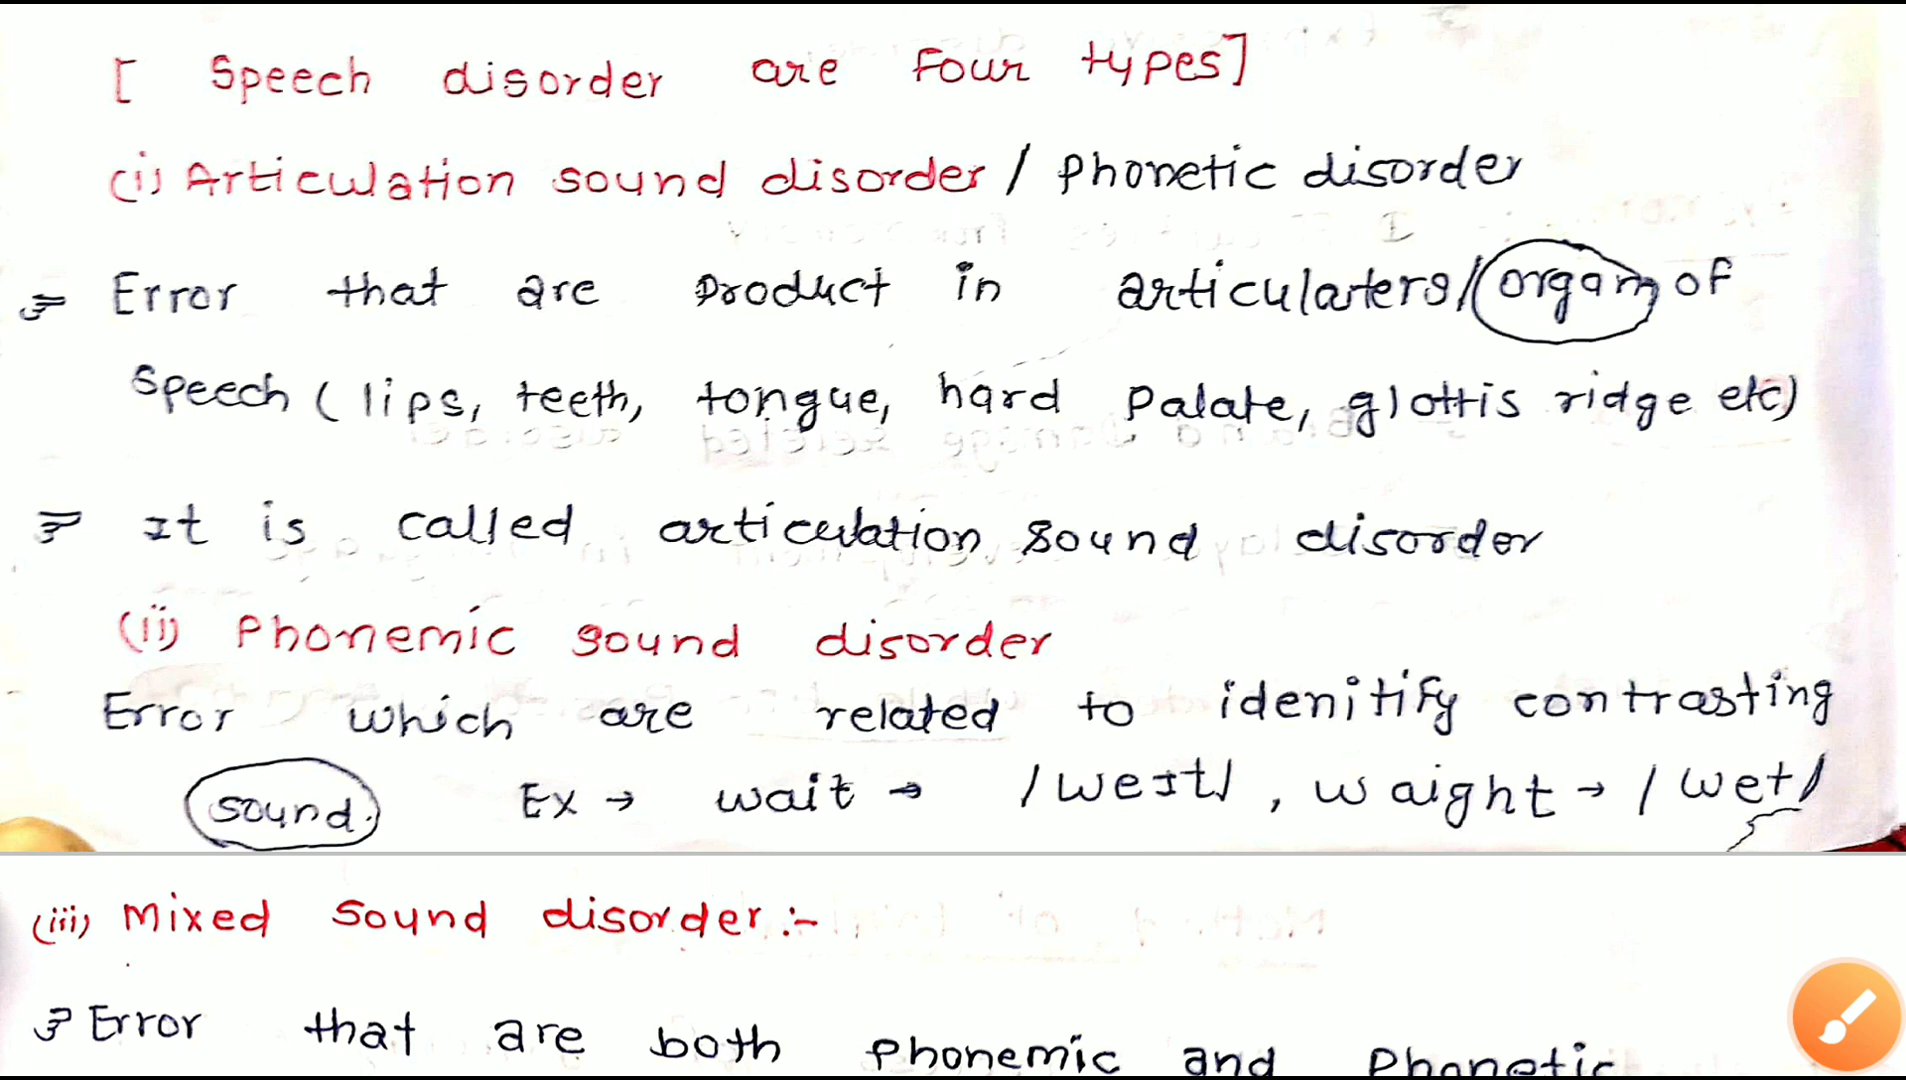 [ Speech disorder are Four types]
(i) Articulation sound disorder / Phonetic disorder
Error that are product in articulaters/(organ) of
Speech ( lips, teeth, tongue, hard Palate, glottis ridge etc)
It is called articulation sound disorder
(ii) Phonemic sound disorder
Error which are related to idenitify contrasting
sound. Ex → wait → /weit/, waight → /wet/
(iii) Mixed sound disorder :-
Error that are both phonemic and Phonetic